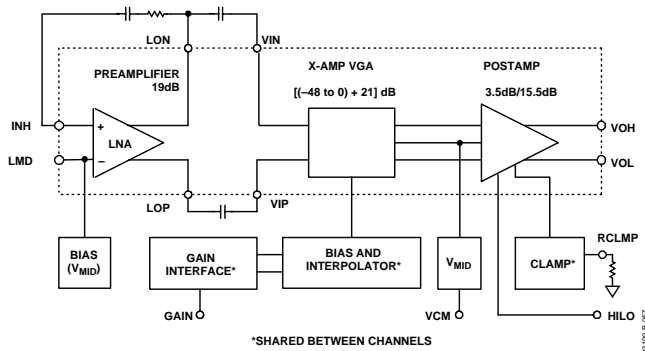 LON
VIN
PREAMPLIFIER
19dB
X-AMP VGA
[(–48 to 0) + 21] dB
POSTAMP
3.5dB/15.5dB
INH
+
LNA
–
LMD
VOH
VOL
LOP
VIP
BIAS
(VMID)
GAIN
INTERFACE*
BIAS AND
INTERPOLATOR*
VMID
CLAMP*
RCLMP
GAIN
VCM
HILO
*SHARED BETWEEN CHANNELS